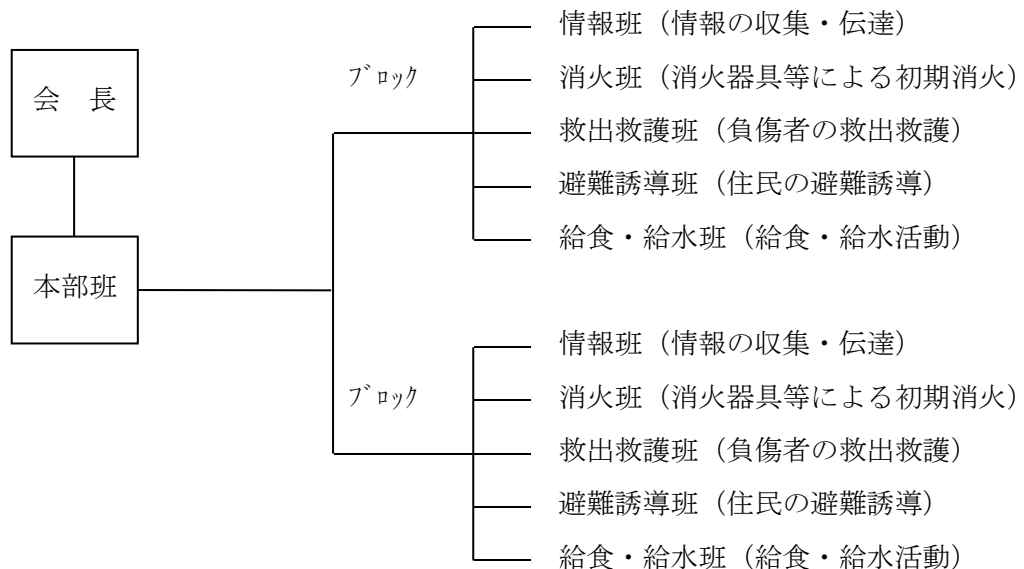 会　長
本部班
ﾌﾞﾛｯｸ
情報班（情報の収集・伝達）
消火班（消火器具等による初期消火）
救出救護班（負傷者の救出救護）
避難誘導班（住民の避難誘導）
給食・給水班（給食・給水活動）
ﾌﾞﾛｯｸ
情報班（情報の収集・伝達）
消火班（消火器具等による初期消火）
救出救護班（負傷者の救出救護）
避難誘導班（住民の避難誘導）
給食・給水班（給食・給水活動）